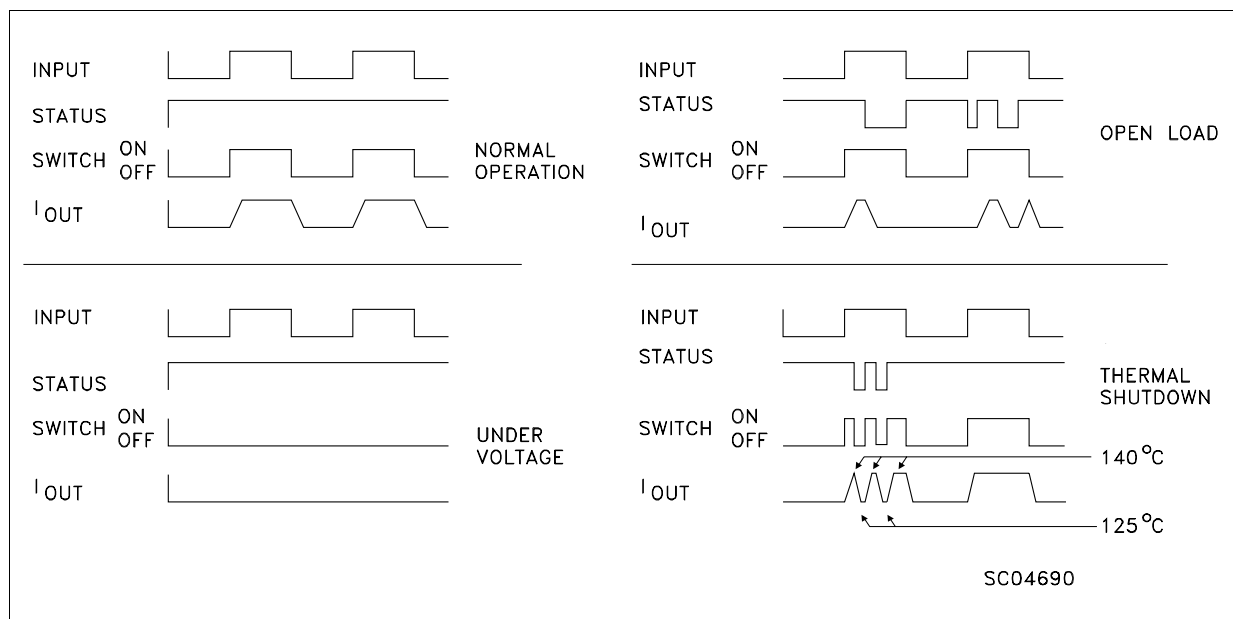 INPUT
STATUS
SWITCH ON
OFF
I OUT
NORMAL
OPERATION
INPUT
STATUS
SWITCH ON
OFF
I OUT
OPEN LOAD
INPUT
STATUS
SWITCH ON
OFF
I OUT
UNDER
VOLTAGE
INPUT
STATUS
SWITCH ON
OFF
I OUT
THERMAL
SHUTDOWN
140 °C
125 °C
SC04690